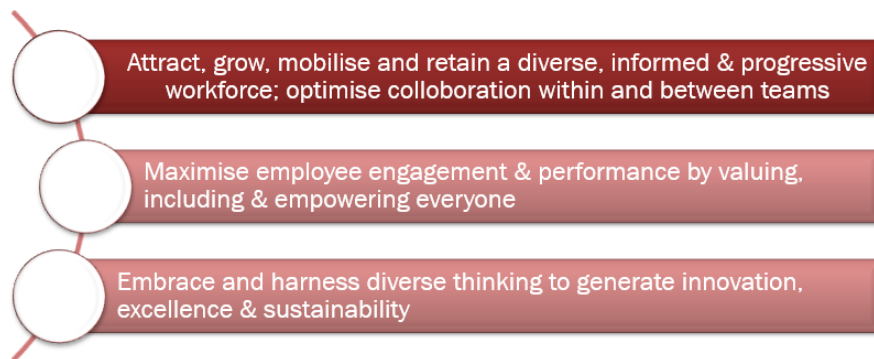 Attract, grow, mobilise and retain a diverse, informed & progressive
workforce; optimise colloboration within and between teams
Maximise employee engagement & performance by valuing,
including & empowering everyone
Embrace and harness diverse thinking to generate innovation,
excellence & sustainability